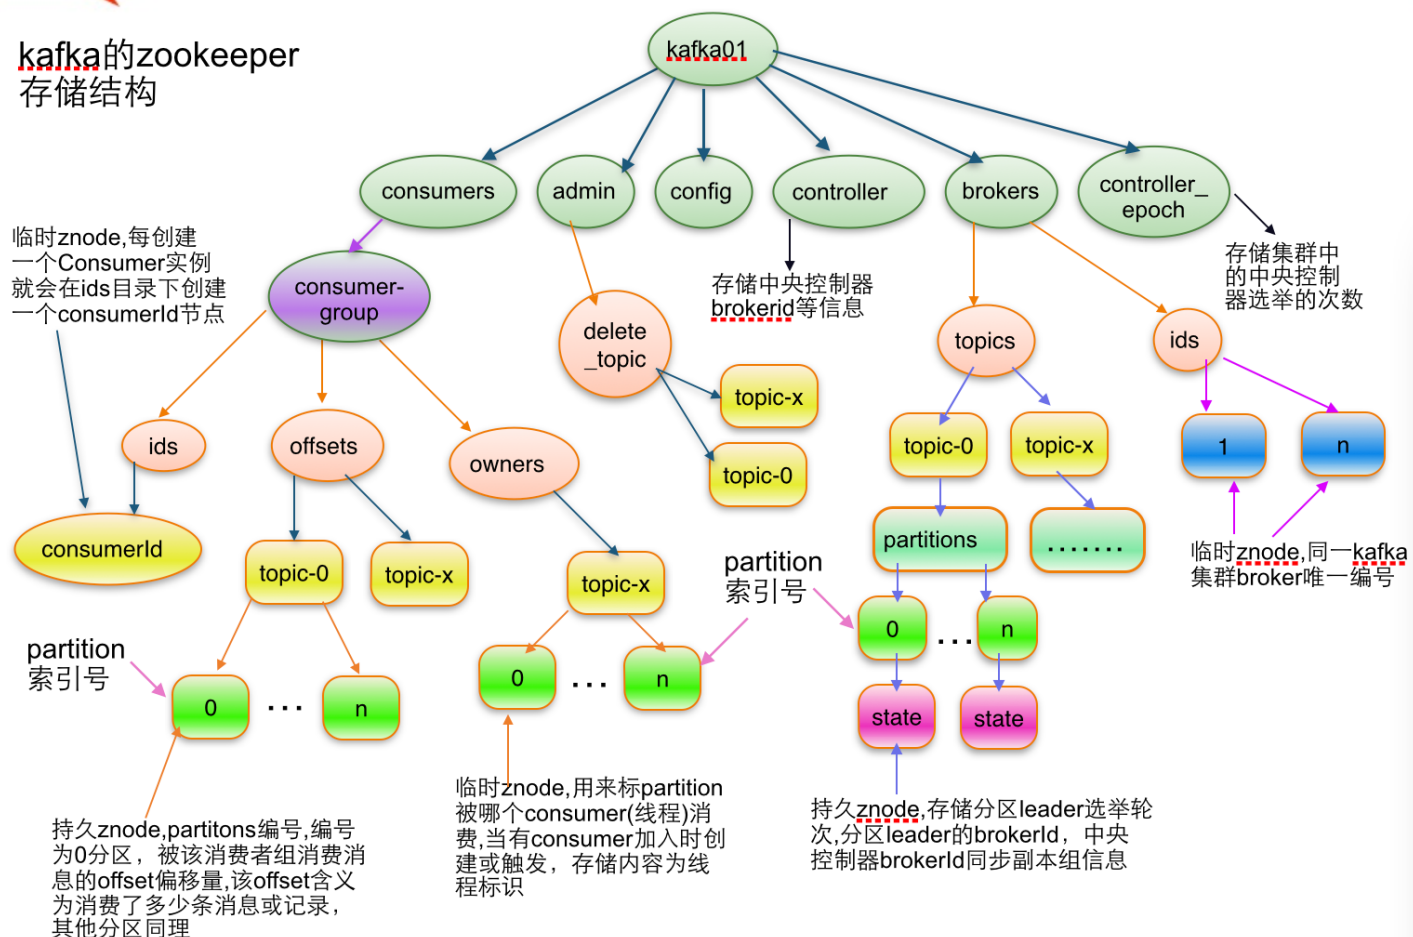 kafka的zookeeper
存储结构
kafka01
consumers
admin
config
controller
brokers
controller_
epoch
临时znode,每创建
一个Consumer实例
就会在ids目录下创建
一个consumerId节点
consumer-
group
存储中央控制器
brokerid等信息
存储集群中
的中央控制
器选举的次数
delete
_topic
topics
ids
topic-x
topic-0
ids
offsets
owners
topic-0
topic-x
1
n
consumerId
topic-0
topic-x
topic-x
partitions
.......
临时znode,同一kafka
集群broker唯一编号
partition
索引号
partition
索引号
0
...
n
0
...
n
0
...
n
state
state
临时znode,用来标partition
被哪个consumer(线程)消
费,当有consumer加入时创
建或触发，存储内容为线
程标识
持久znode,存储分区leader选举轮
次,分区leader的brokerId，中央
控制器brokerId同步副本组信息
持久znode,partitons编号,编号
为0分区，被该消费者组消费消
息的offset偏移量,该offset含义
为消费了多少条消息或记录，
其他分区同理